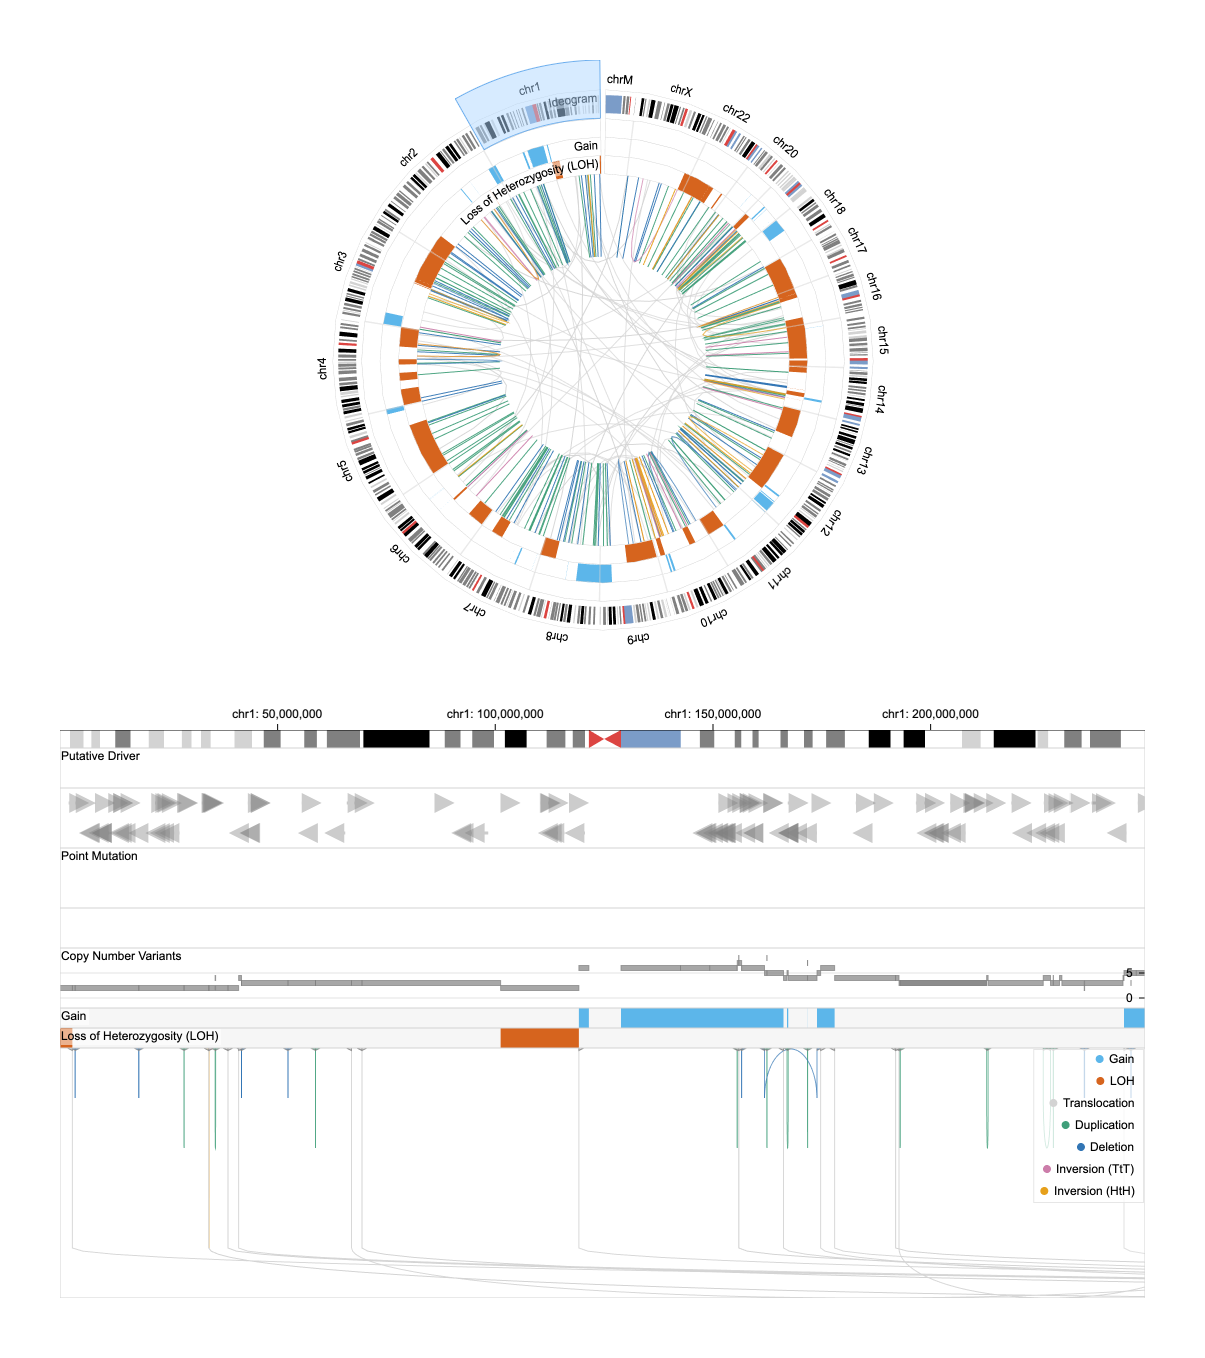 chr1
Ideogram
chrM
chrX
chr22
chr20
chr18
chr17
chr16
chr15
chr14
chr13
chr12
chr11
chr10
chr9
chr8
chr7
chr6
chr5
chr4
chr3
chr2
Gain
Loss of Heterozygosity (LOH)
chr1: 50,000,000
chr1: 100,000,000
chr1: 150,000,000
chr1: 200,000,000
Putative Driver
Point Mutation
Copy Number Variants
5
0
Gain
Loss of Heterozygosity (LOH)
Gain
LOH
Translocation
Duplication
Deletion
Inversion (TtT)
Inversion (HtH)